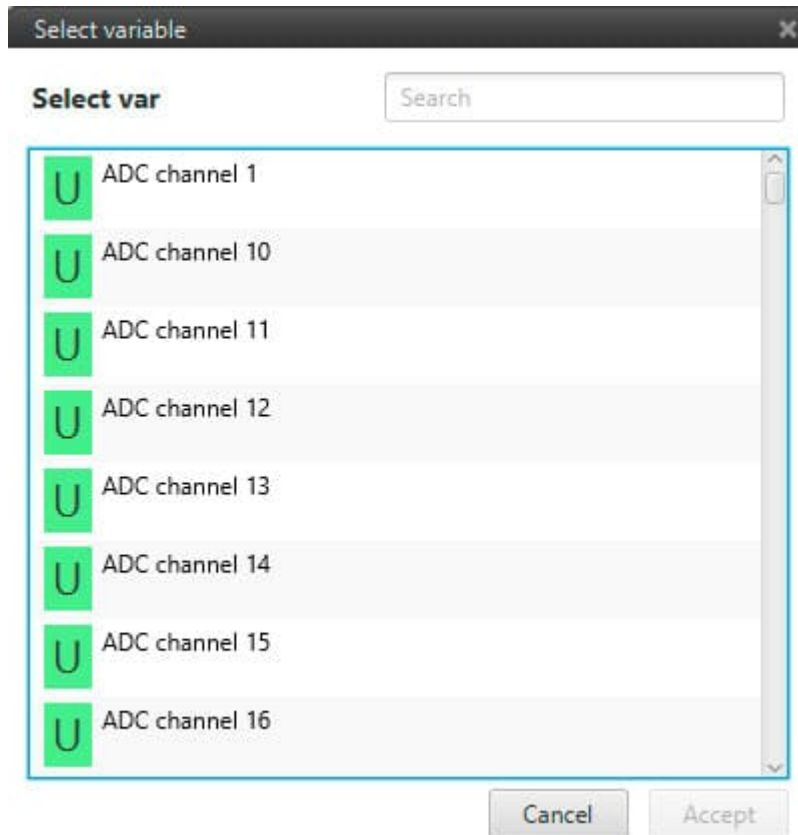 Select variable
Select var
Search
U ADC channel 1
U ADC channel 10
U ADC channel 11
U ADC channel 12
U ADC channel 13
U ADC channel 14
U ADC channel 15
U ADC channel 16
Cancel Accept